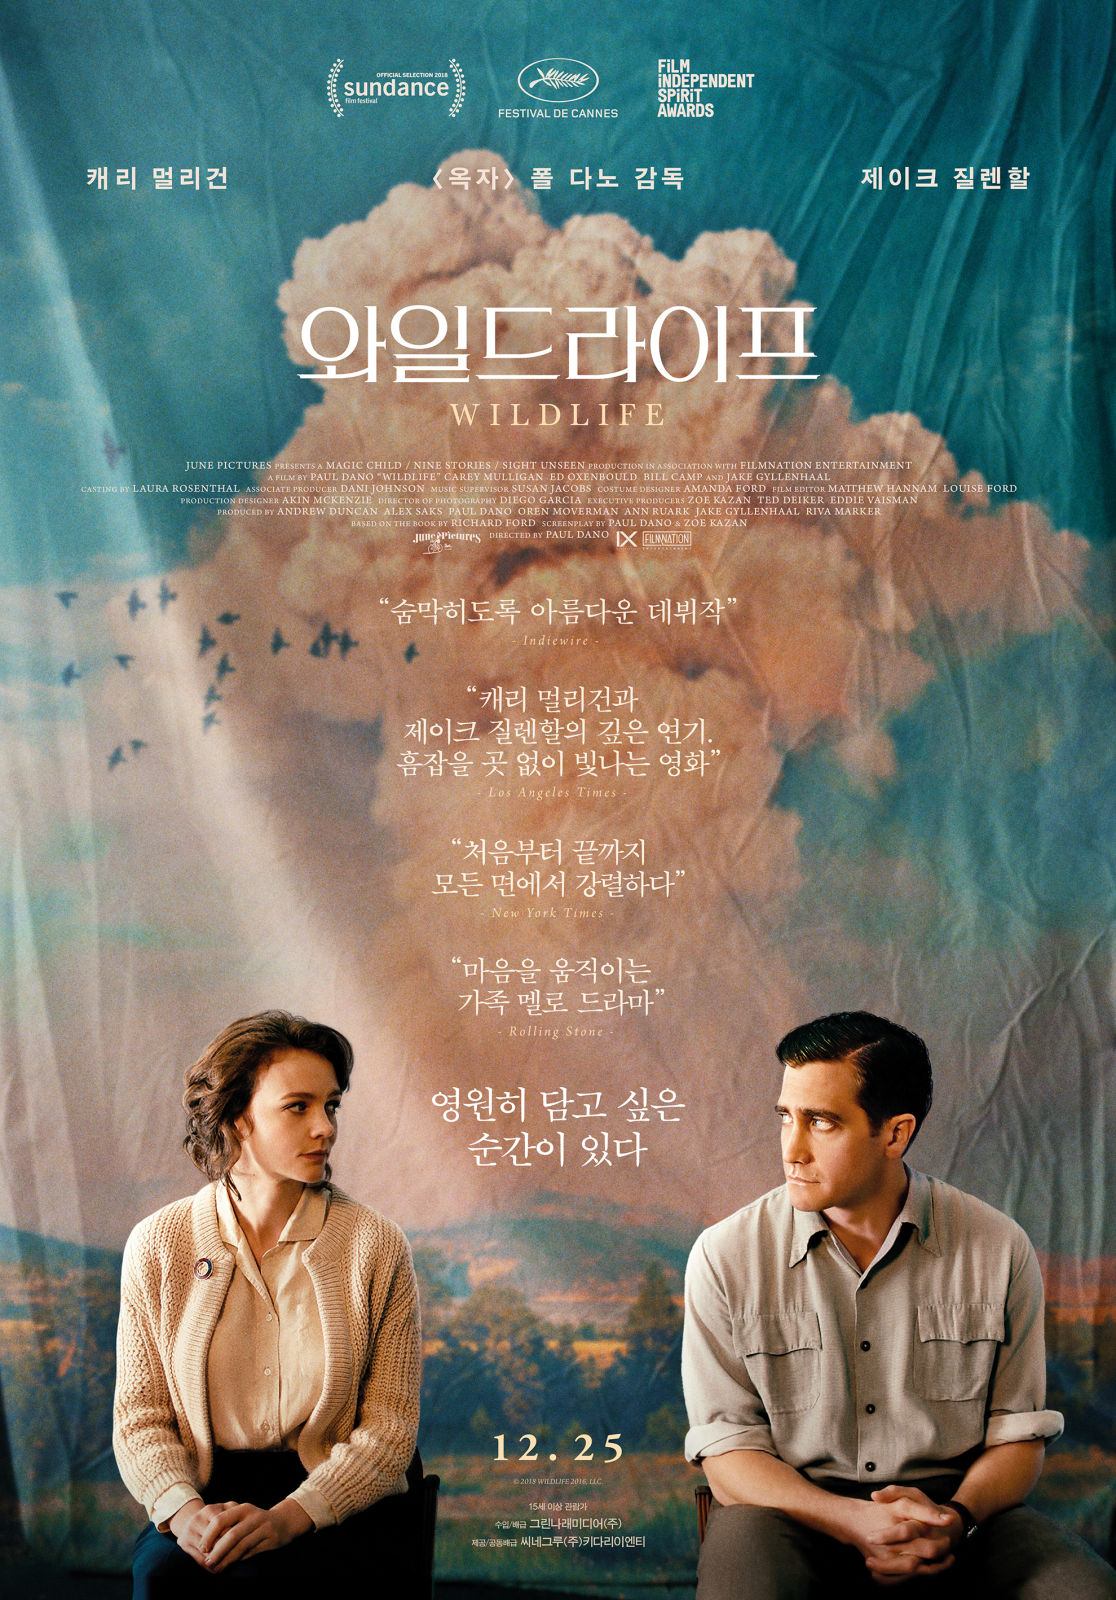 OFFICIAL SELECTION 2018
sundance
film festival
FESTIVAL DE CANNES
FiLM
iNDEPENDENT
SPiRiT
AWARDS
캐리 멀리건
<옥자> 폴 다노 감독
제이크 질렌할
와일드라이프
WILDLIFE
JUNE PICTURES PRESENTS A MAGIC CHILD / NINE STORIES / SIGHT UNSEEN PRODUCTION IN ASSOCIATION WITH FILMNATION ENTERTAINMENT
A FILM BY PAUL DANO "WILDLIFE" CAREY MULLIGAN ED OXENBOULD BILL CAMP AND JAKE GYLLENHAAL
CASTING BY LAURA ROSENTHAL ASSOCIATE PRODUCER DANI JOHNSON MUSIC SUPERVISOR SUSAN JACOBS COSTUME DESIGNER AMANDA FORD FILM EDITOR MATTHEW HANNAM LOUISE FORD
PRODUCTION DESIGNER AKIN MCKENZIE DIRECTOR OF PHOTOGRAPHY DIEGO GARCIA EXECUTIVE PRODUCERS ZOE KAZAN TED DEIKER EDDIE VAISMAN
PRODUCED BY ANDREW DUNCAN ALEX SAKS PAUL DANO OREN MOVERMAN ANN RUARK JAKE GYLLENHAAL RIVA MARKER
BASED ON THE BOOK BY RICHARD FORD SCREENPLAY BY PAUL DANO & ZOE KAZAN
June Pictures DIRECTED BY PAUL DANO IX FILMNATION
ENTERTAINMENT
“숨막히도록 아름다운 데뷔작”
- Indiewire -
“캐리 멀리건과
제이크 질렌할의 깊은 연기.
흠잡을 곳 없이 빛나는 영화”
- Los Angeles Times -
“처음부터 끝까지
모든 면에서 강렬하다”
- New York Times -
“마음을 움직이는
가족 멜로 드라마”
- Rolling Stone -
영원히 담고 싶은
순간이 있다
12.25
© 2018 WILDLIFE 2016, LLC.
15세 이상 관람가
수입/배급 그린나래미디어(주)
제공/공동배급 씨네그루(주)키다리이엔티